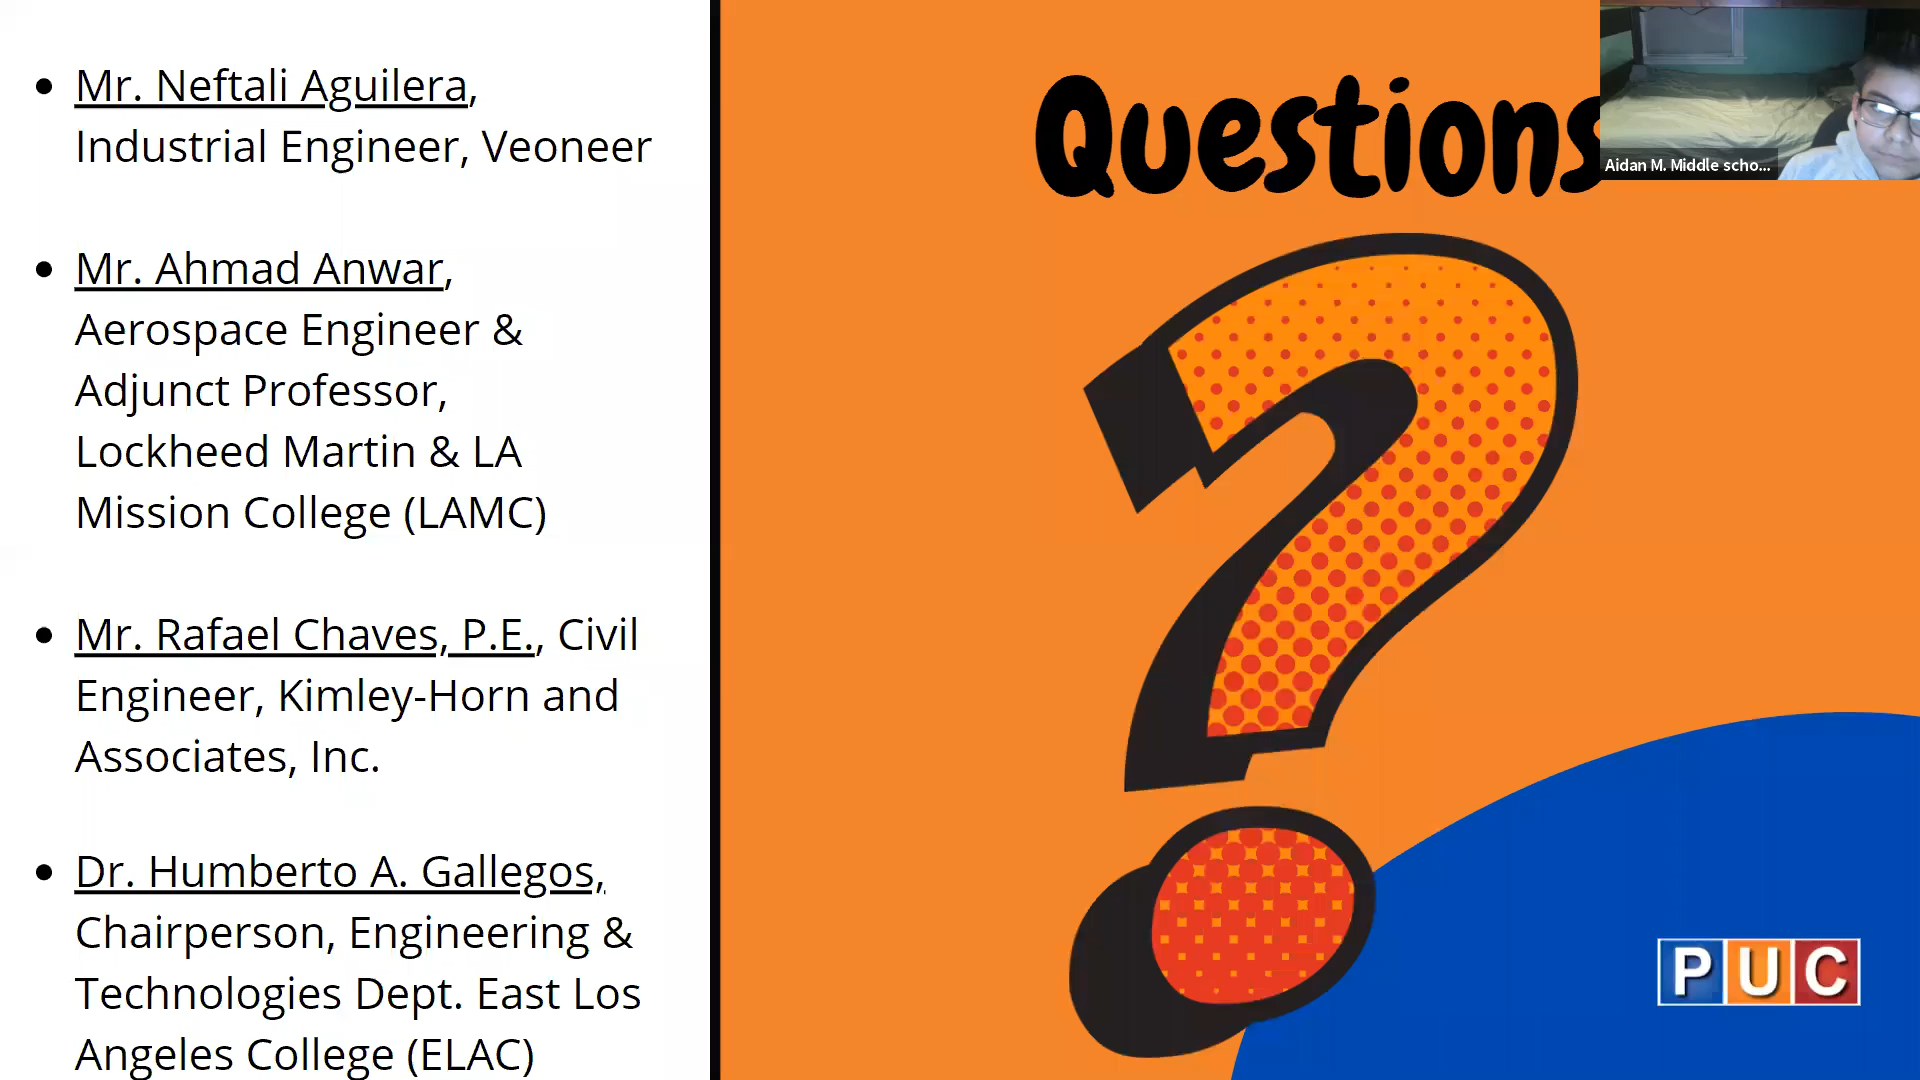 Mr. Neftali Aguilera,
Industrial Engineer, Veoneer
Mr. Ahmad Anwar,
Aerospace Engineer &
Adjunct Professor,
Lockheed Martin & LA
Mission College (LAMC)
Mr. Rafael Chaves, P.E., Civil
Engineer, Kimley-Horn and
Associates, Inc.
Dr. Humberto A. Gallegos,
Chairperson, Engineering &
Technologies Dept. East Los
Angeles College (ELAC)
Questions
?
Aidan M. Middle scho...
PUC